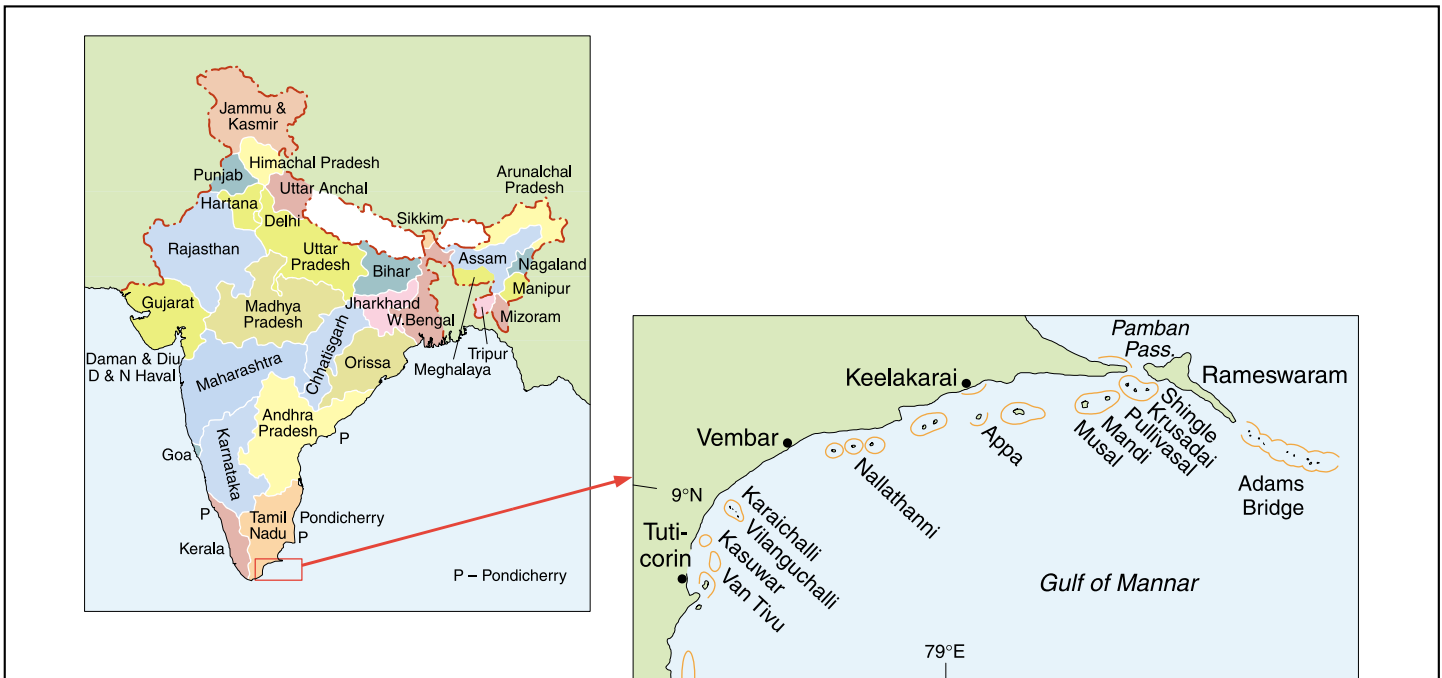 Jammu &
Kasmir
Himachal Pradesh
Punjab
Uttar Anchal
Arunalchal
Pradesh
Hartana
Delhi
Sikkim
Rajasthan
Uttar
Pradesh
Bihar
Assam
Nagaland
Manipur
Gujarat
Madhya
Pradesh
Jharkhand
W.Bengal
Mizoram
Tripur
Meghalaya
Daman & Diu
D & N Haval
Maharashtra
Chhatisgarh
Orissa
Andhra
Pradesh
P
Goa
Karnataka
P
Tamil
Nadu
Pondicherry
P
Kerala
P – Pondicherry
Pamban
Pass.
Keelakarai
Rameswaram
Shingle
Krusadai
Pullivasal
Mandi
Musal
Appa
Vembar
Nallathanni
Adams
Bridge
9°N
Karaichalli
Vilanguchalli
Kasuwar
Van Tivu
Tuti-
corin
Gulf of Mannar
79°E